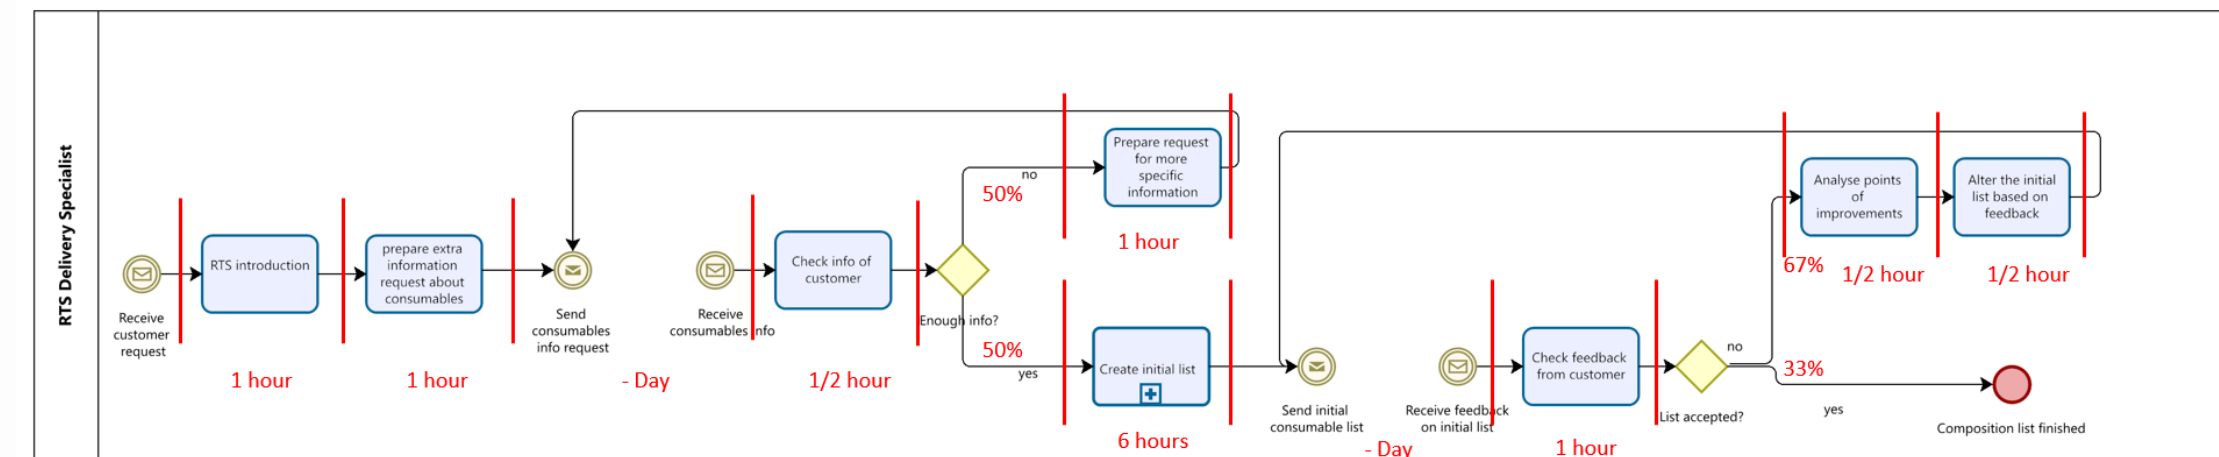 RTS Delivery Specialist
Receive
customer
request
RTS introduction
1 hour
prepare extra
information
request about
consumables
1 hour
Send
consumables
info request
- Day
Receive
consumables info
Check info of
customer
1/2 hour
Enough info?
no
50%
Prepare request
for more
specific
information
1 hour
50%
yes
Create initial list
6 hours
Send initial
consumable list
- Day
Receive feedback
on initial list
Check feedback
from customer
1 hour
List accepted?
no
67%
Analyse points
of
improvements
1/2 hour
Alter the initial
list based on
feedback
1/2 hour
33%
yes
Composition list finished